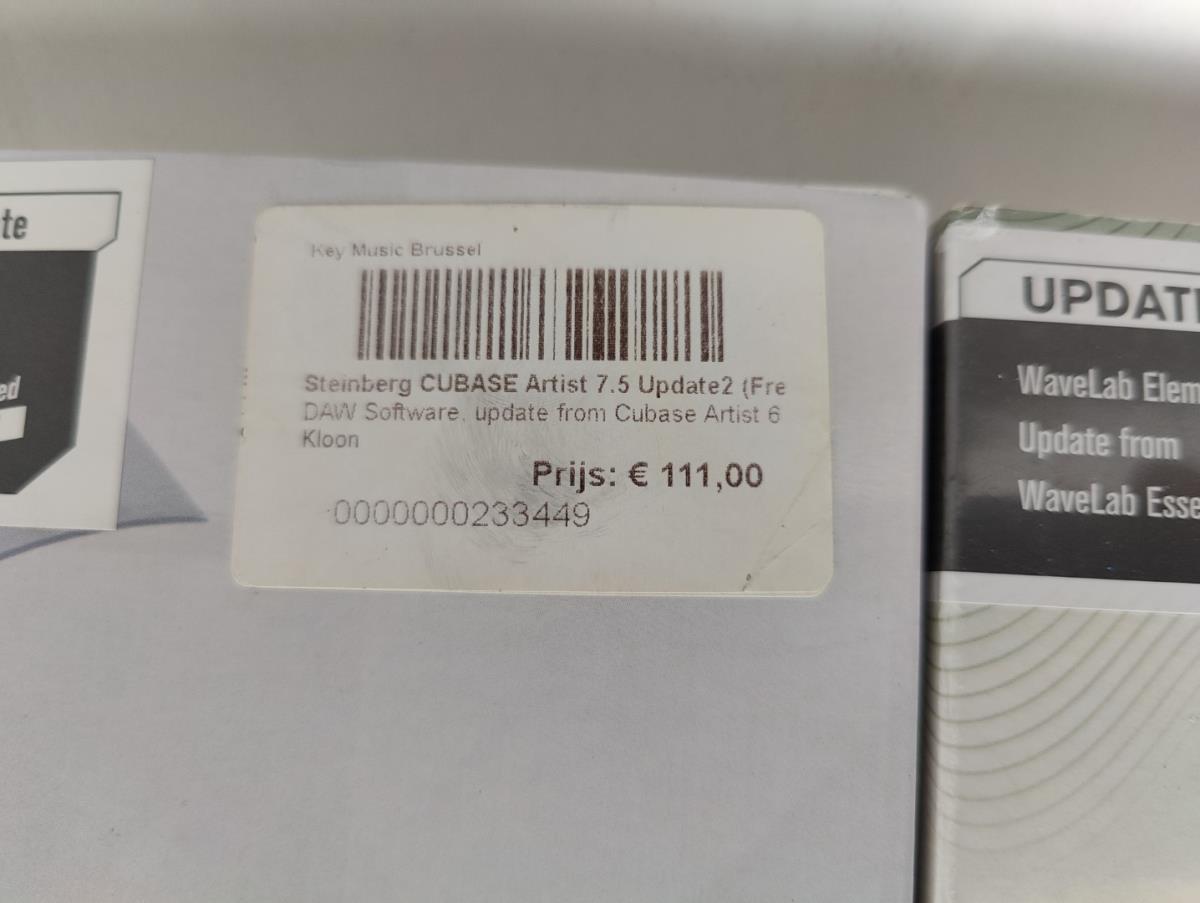 te
ed
Key Music Brussel
Steinberg CUBASE Artist 7.5 Update2 (Fre
DAW Software, update from Cubase Artist 6
Kloon
Prijs: € 111,00
0000000233449
UPDAT
WaveLab Elem
Update from
WaveLab Esse